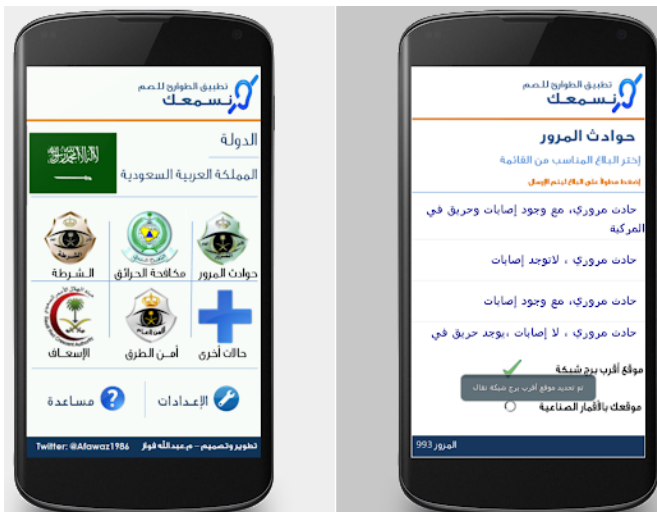 تطبيق الطوارئ للصم
نسمعك
الدولة
المملكة العربية السعودية
حوادث المرور
مكافحة الحرائق
الشرطة
حالات أخرى
أمن الطرق
الإسعاف
الإعدادات
مساعدة
تطوير وتصميم – م.عبدالله فواز
Twitter: @Afawaz1986
تطبيق الطوارئ للصم
نسمعك
حوادث المرور
إختر البلاغ المناسب من القائمة
إضغط مطولاً على البلاغ ليتم الإرسال
حادث مروري، مع وجود إصابات وحريق في
المركبة
حادث مروري ، لاتوجد إصابات
حادث مروري، مع وجود إصابات
حادث مروري ، لا إصابات ،يوجد حريق في
موقع أقرب برج شبكة
تم تحديد موقع أقرب برج شبكة نقال
موقعك بالأقمار الصناعية
المرور 993